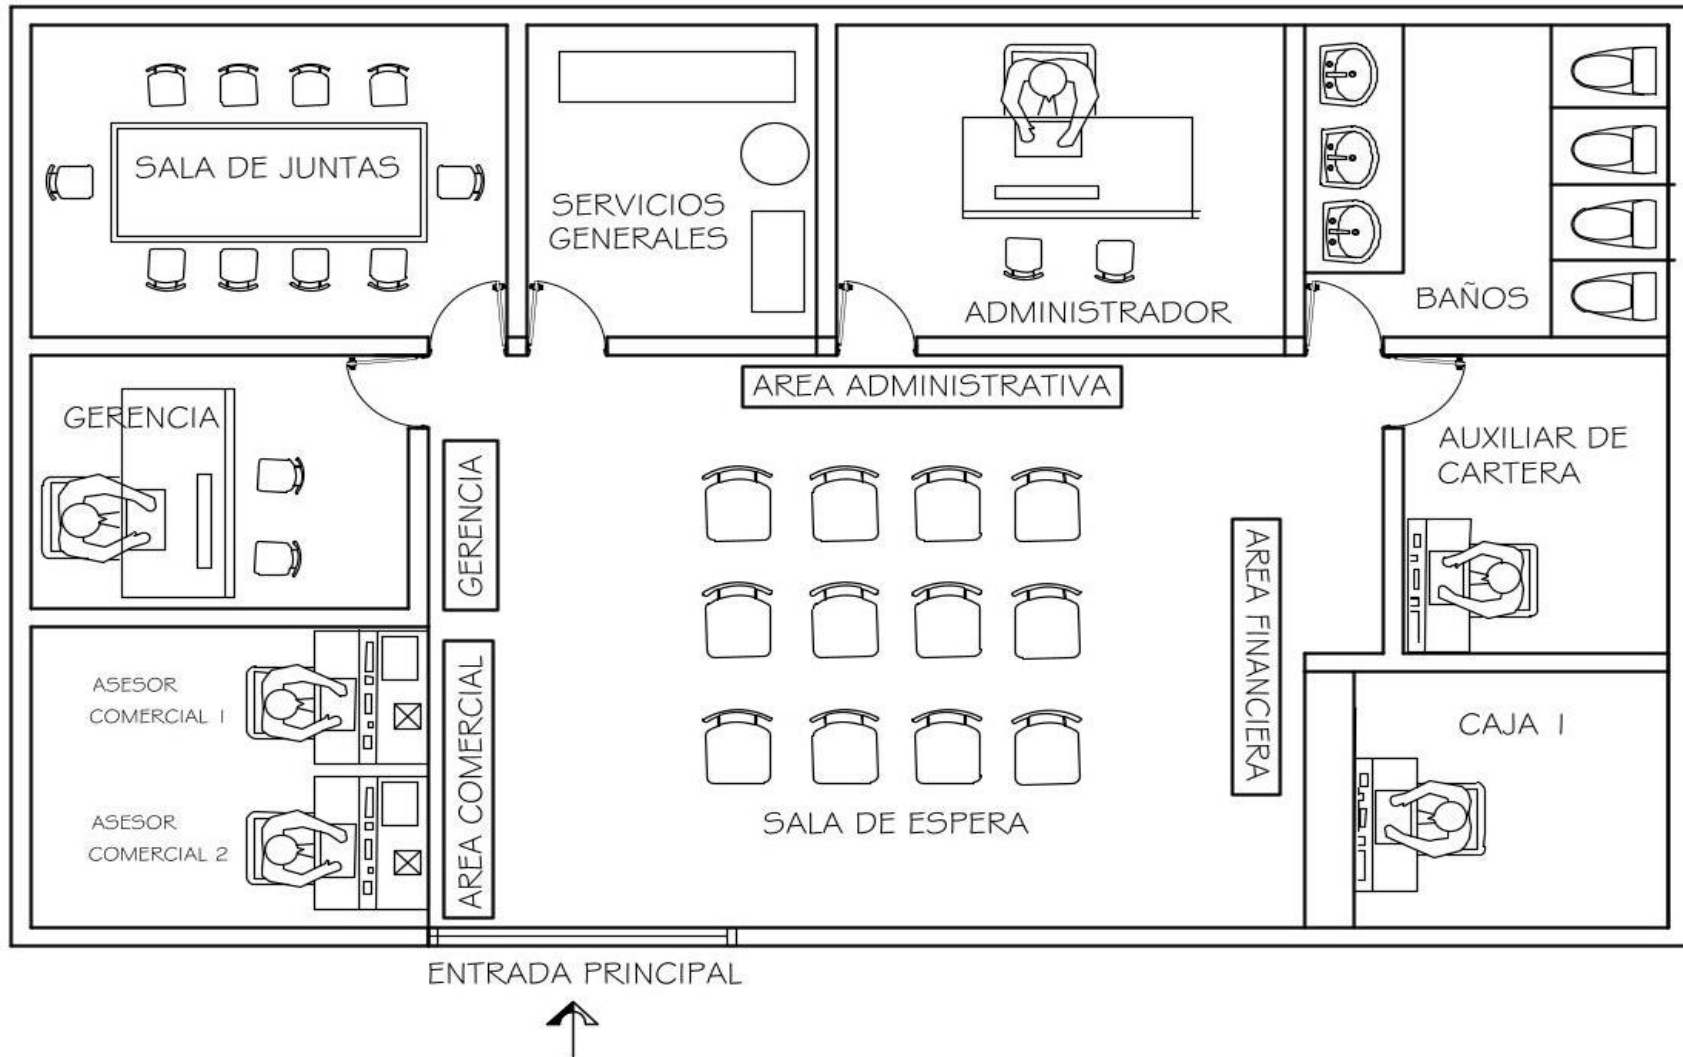 SALA DE JUNTAS
SERVICIOS
GENERALES
ADMINISTRADOR
BAÑOS
AREA ADMINISTRATIVA
GERENCIA
GERENCIA
AUXILIAR DE
CARTERA
AREA FINANCIERA
ASESOR
COMERCIAL 1
ASESOR
COMERCIAL 2
AREA COMERCIAL
SALA DE ESPERA
CAJA 1
ENTRADA PRINCIPAL